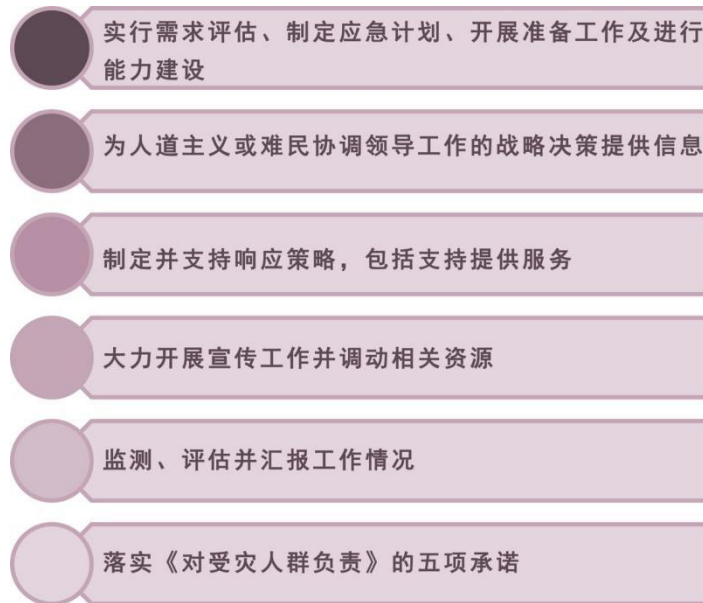 实行需求评估、制定应急计划、开展准备工作及进行
能力建设
为人道主义或难民协调领导工作的战略决策提供信息
制定并支持响应策略，包括支持提供服务
大力开展宣传工作并调动相关资源
监测、评估并汇报工作情况
落实《对受灾人群负责》的五项承诺